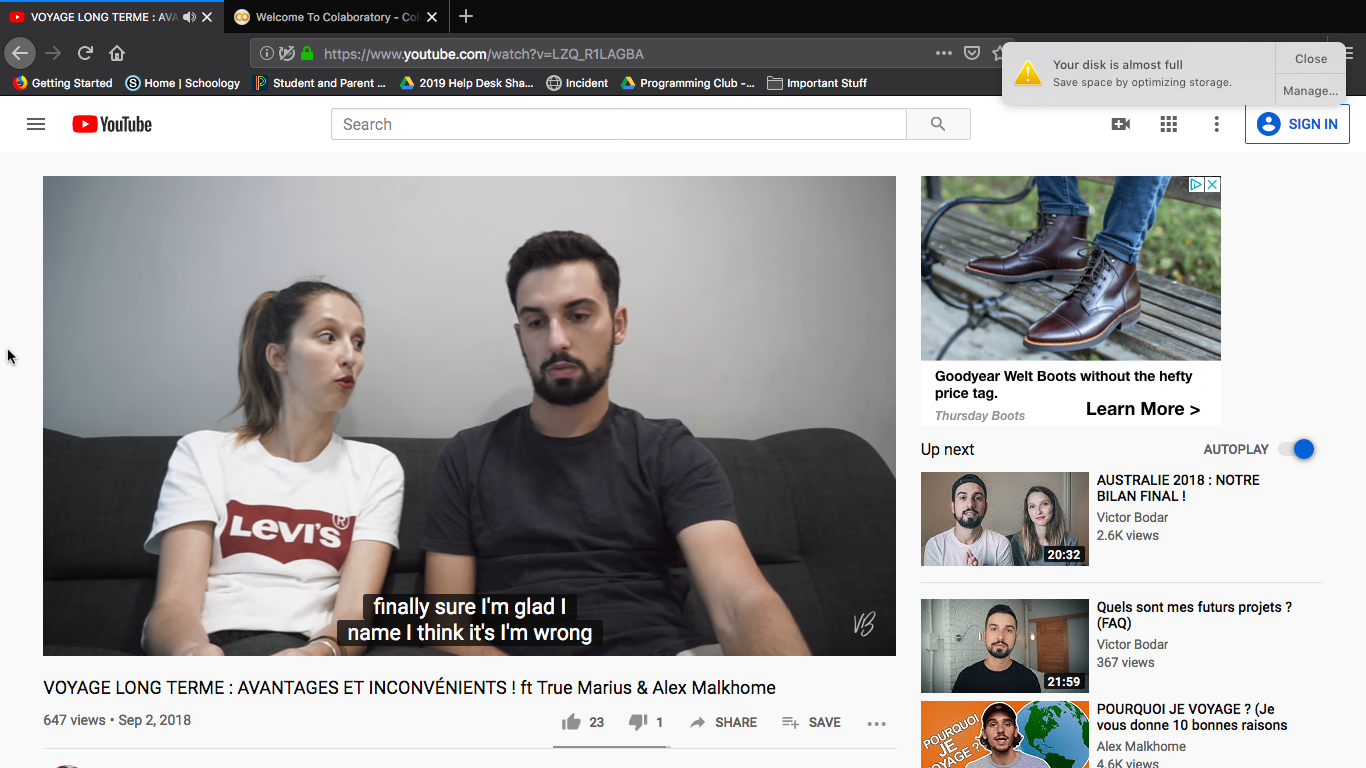 VOYAGE LONG TERME : AVA
Welcome To Colaboratory - Col
https://www.youtube.com/watch?v=LZQ_R1LAGBA
Getting Started
Home | Schoology
Student and Parent ...
2019 Help Desk Sha...
Incident
Programming Club -...
Important Stuff
Your disk is almost full
Save space by optimizing storage.
Close
Manage...
YouTube
Search
SIGN IN
LEVI'S®
finally sure I'm glad I
name I think it's I'm wrong
VB
VOYAGE LONG TERME : AVANTAGES ET INCONVÉNIENTS ! ft True Marius & Alex Malkhome
647 views • Sep 2, 2018
23
1
SHARE
SAVE
Goodyear Welt Boots without the hefty
price tag.
Thursday Boots
Learn More >
Up next
AUTOPLAY
20:32
AUSTRALIE 2018 : NOTRE
BILAN FINAL !
Victor Bodar
2.6K views
21:59
Quels sont mes futurs projets ?
(FAQ)
Victor Bodar
367 views
POURQUOI
JE
VOYAGE ?
POURQUOI JE VOYAGE ? (Je
vous donne 10 bonnes raisons
Alex Malkhome
4.6K views